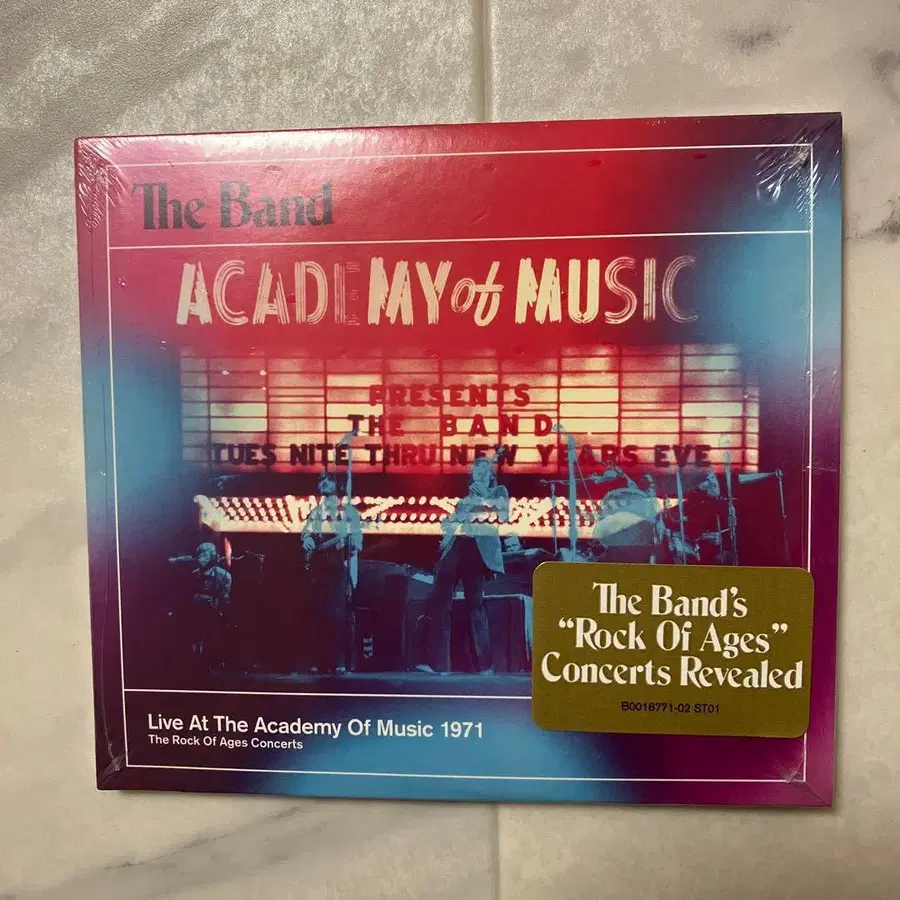 The Band
ACADEMY of MUSIC
PRESENTS
THE BAND
TUES NITE THRU NEW YEARS EVE
The Band's
"Rock Of Ages"
Concerts Revealed
B0018771-02 ST01
Live At The Academy Of Music 1971
The Rock Of Ages Concerts